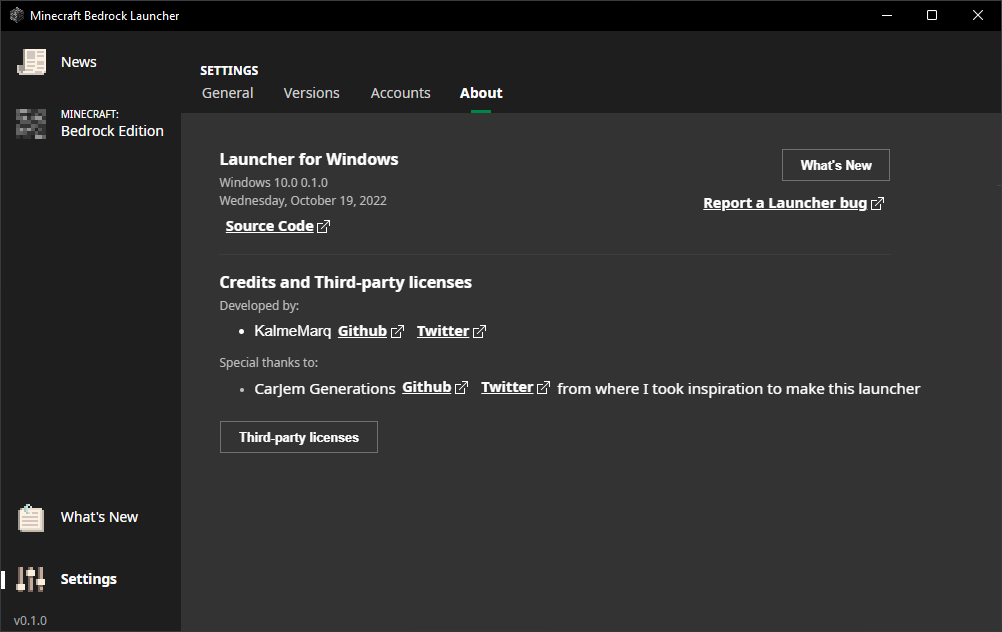 Minecraft Bedrock Launcher
News
MINECRAFT:
Bedrock Edition
SETTINGS
General Versions Accounts About
Launcher for Windows
What's New
Windows 10.0 0.1.0
Wednesday, October 19, 2022
Report a Launcher bug
Source Code
Credits and Third-party licenses
Developed by:
• KalmeMarq Github Twitter
Special thanks to:
• CarJem Generations Github Twitter from where I took inspiration to make this launcher
Third-party licenses
What's New
Settings
v0.1.0